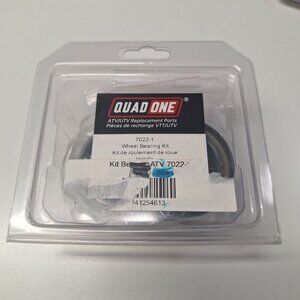 QUAD ONE®
ATV/UTV Replacement Parts
Pièces de rechange VTT/UTV
7022-1
Wheel Bearing Kit
Kit de roulement de roue
Kit Be ATV 7022-
41254613